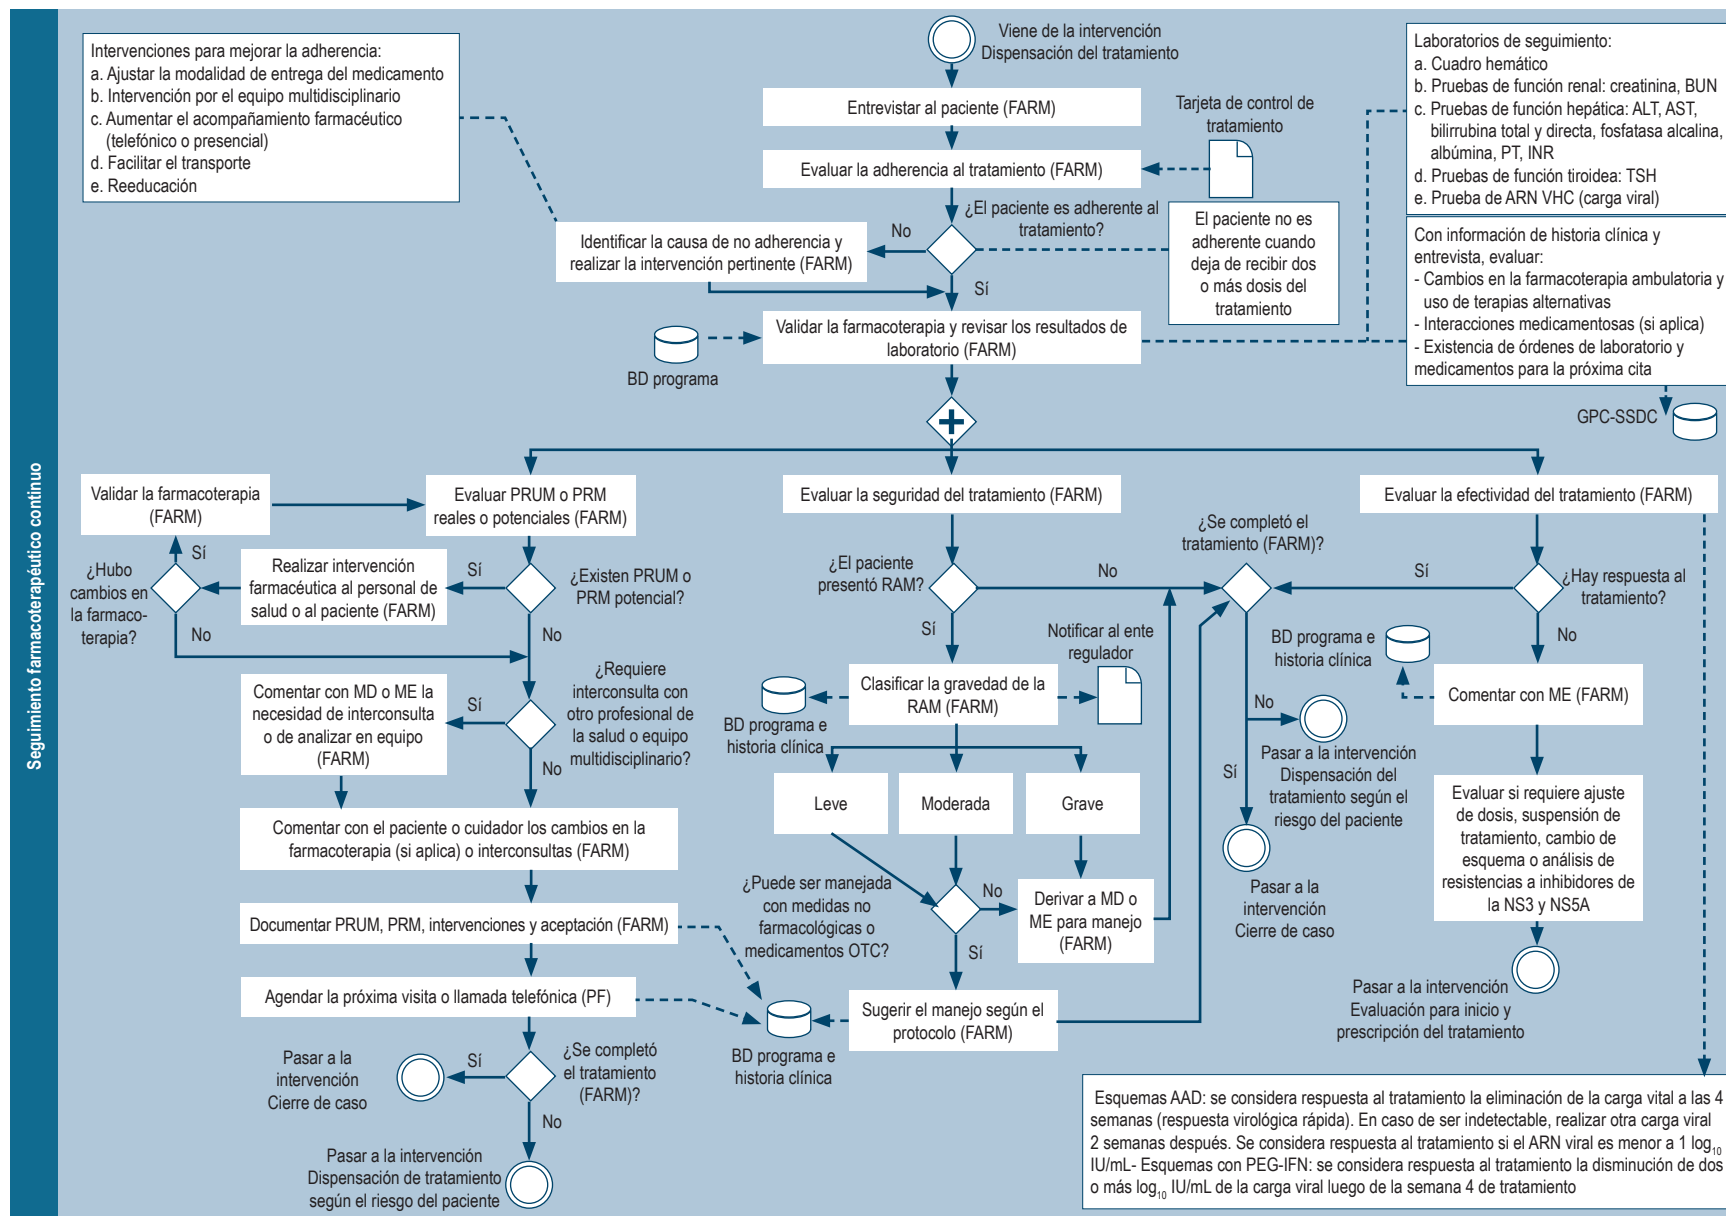 Seguimiento farmacoterapéutico continuo
Intervenciones para mejorar la adherencia:
a. Ajustar la modalidad de entrega del medicamento
b. Intervención por el equipo multidisciplinario
c. Aumentar el acompañamiento farmacéutico
(telefónico o presencial)
d. Facilitar el transporte
e. Reeducación
Viene de la intervención
Dispensación del tratamiento
Entrevistar al paciente (FARM)
Tarjeta de control de
tratamiento
Evaluar la adherencia al tratamiento (FARM)
¿El paciente es adherente al
tratamiento?
No
Identificar la causa de no adherencia y
realizar la intervención pertinente (FARM)
El paciente no es
adherente cuando
deja de recibir dos
o más dosis del
tratamiento
Sí
Validar la farmacoterapia y revisar los resultados de
laboratorio (FARM)
BD programa
Laboratorios de seguimiento:
a. Cuadro hemático
b. Pruebas de función renal: creatinina, BUN
c. Pruebas de función hepática: ALT, AST,
bilirrubina total y directa, fosfatasa alcalina,
albúmina, PT, INR
d. Pruebas de función tiroidea: TSH
e. Prueba de ARN VHC (carga viral)
Con información de historia clínica y
entrevista, evaluar:
- Cambios en la farmacoterapia ambulatoria y
uso de terapias alternativas
- Interacciones medicamentosas (si aplica)
- Existencia de órdenes de laboratorio y
medicamentos para la próxima cita
GPC-SSDC
Validar la farmacoterapia
(FARM)
Evaluar PRUM o PRM
reales o potenciales (FARM)
Sí
¿Hubo
cambios en
la farmaco-
terapia?
Realizar intervención
farmacéutica al personal de
salud o al paciente (FARM)
Sí
¿Existen PRUM o
PRM potencial?
No
No
¿Requiere
interconsulta con
otro profesional de
la salud o equipo
multidisciplinario?
Comentar con MD o ME la
necesidad de interconsulta
o de analizar en equipo
(FARM)
Sí
No
Comentar con el paciente o cuidador los cambios en la
farmacoterapia (si aplica) o interconsultas (FARM)
Documentar PRUM, PRM, intervenciones y aceptación (FARM)
Agendar la próxima visita o llamada telefónica (PF)
Pasar a la
intervención
Cierre de caso
Sí
¿Se completó
el tratamiento
(FARM)?
No
Pasar a la intervención
Dispensación de tratamiento
según el riesgo del paciente
Evaluar la seguridad del tratamiento (FARM)
¿El paciente
presentó RAM?
No
Sí
Notificar al ente
regulador
Clasificar la gravedad de la
RAM (FARM)
BD programa e
historia clínica
Leve
Moderada
Grave
¿Puede ser manejada
con medidas no
farmacológicas o
medicamentos OTC?
No
Derivar a MD o
ME para manejo
(FARM)
Sí
Sugerir el manejo según el
protocolo (FARM)
BD programa e
historia clínica
Evaluar la efectividad del tratamiento (FARM)
¿Se completó el
tratamiento (FARM)?
Sí
¿Hay respuesta al
tratamiento?
No
BD programa e
historia clínica
Comentar con ME (FARM)
No
Pasar a la intervención
Dispensación del
tratamiento según el
riesgo del paciente
Sí
Pasar a la
intervención
Cierre de caso
Evaluar si requiere ajuste
de dosis, suspensión de
tratamiento, cambio de
esquema o análisis de
resistencias a inhibidores de
la NS3 y NS5A
Pasar a la intervención
Evaluación para inicio y
prescripción del tratamiento
Esquemas AAD: se considera respuesta al tratamiento la eliminación de la carga vital a las 4
semanas (respuesta virológica rápida). En caso de ser indetectable, realizar otra carga viral
2 semanas después. Se considera respuesta al tratamiento si el ARN viral es menor a 1 log10
IU/mL- Esquemas con PEG-IFN: se considera respuesta al tratamiento la disminución de dos
o más log10 IU/mL de la carga viral luego de la semana 4 de tratamiento